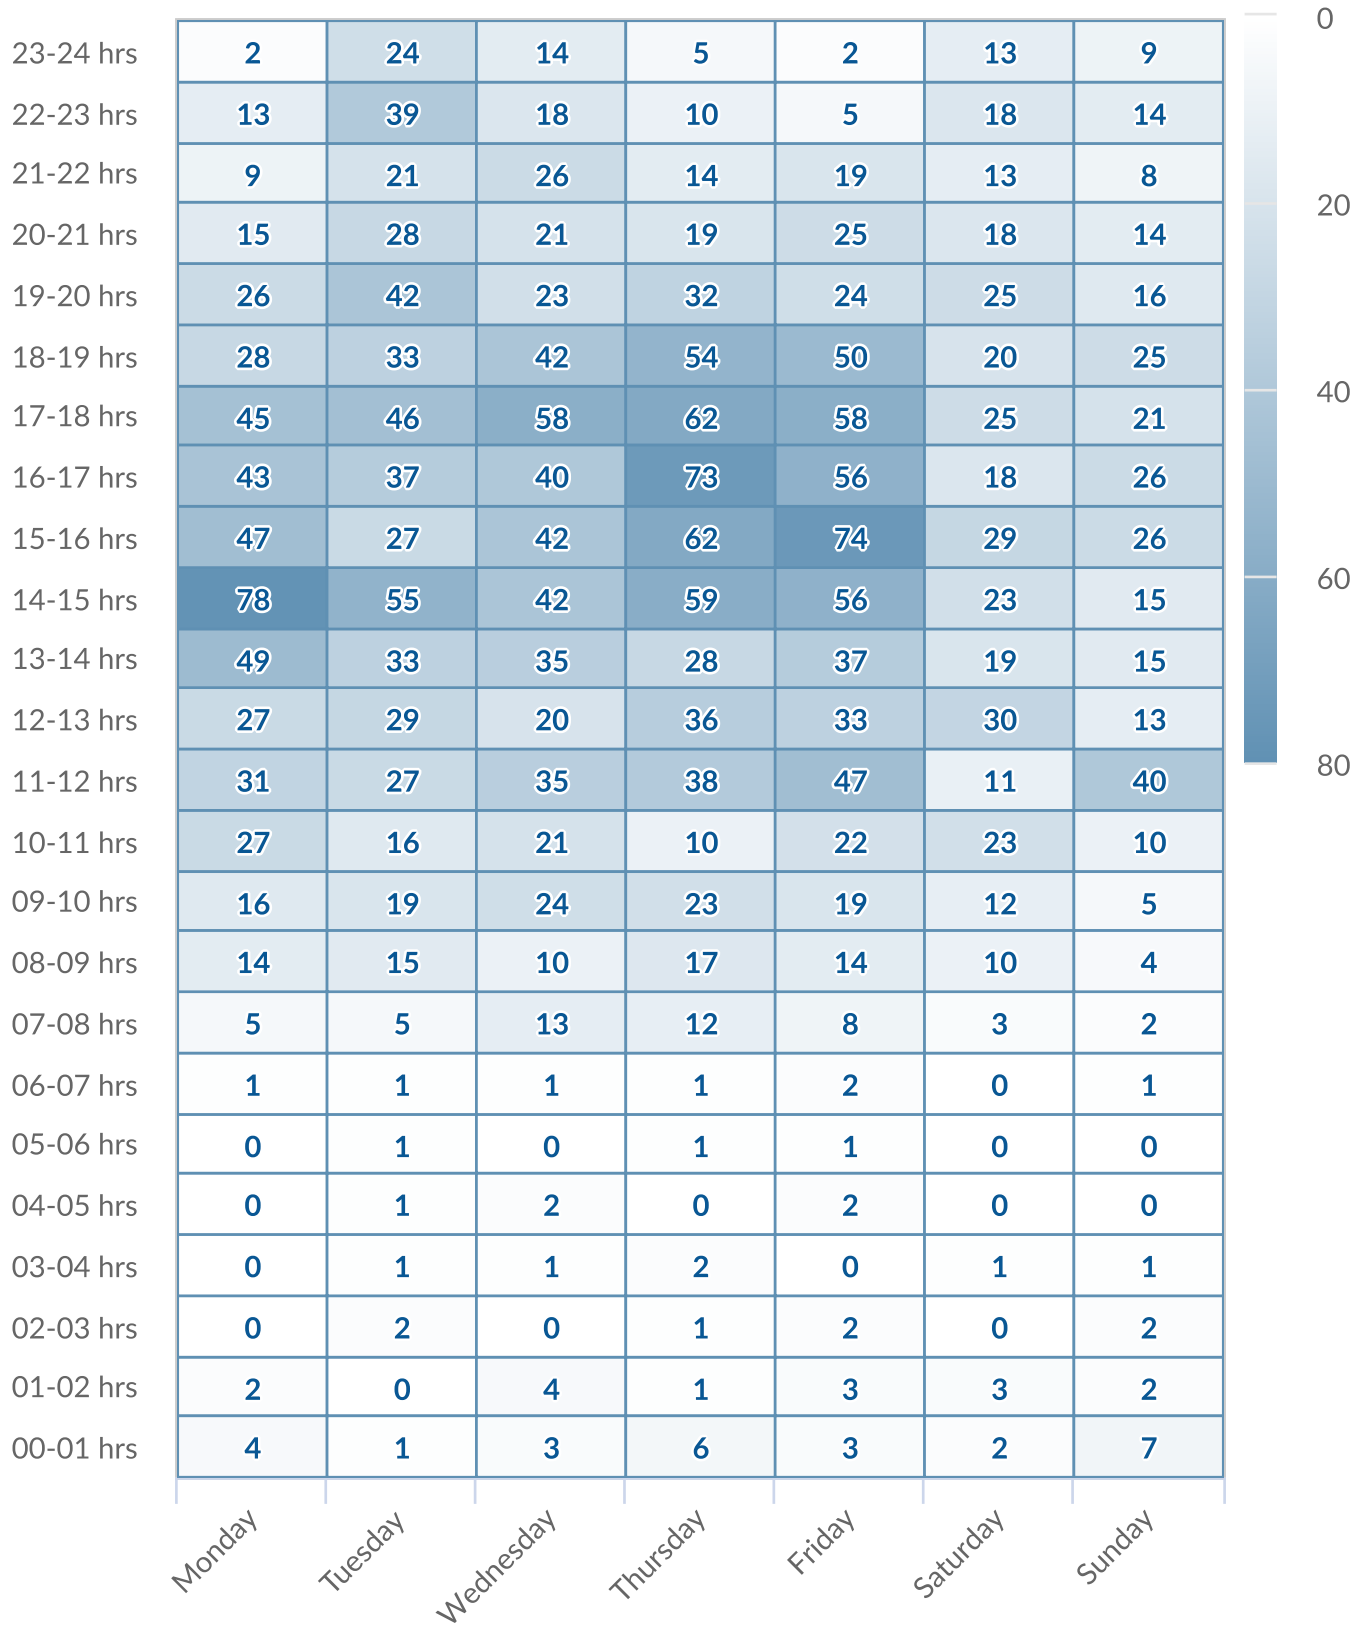 23-24 hrs 2 24 14 5 2 13 9
22-23 hrs 13 39 18 10 5 18 14
21-22 hrs 9 21 26 14 19 13 8
20-21 hrs 15 28 21 19 25 18 14
19-20 hrs 26 42 23 32 24 25 16
18-19 hrs 28 33 42 54 50 20 25
17-18 hrs 45 46 58 62 58 25 21
16-17 hrs 43 37 40 73 56 18 26
15-16 hrs 47 27 42 62 74 29 26
14-15 hrs 78 55 42 59 56 23 15
13-14 hrs 49 33 35 28 37 19 15
12-13 hrs 27 29 20 36 33 30 13
11-12 hrs 31 27 35 38 47 11 40
10-11 hrs 27 16 21 10 22 23 10
09-10 hrs 16 19 24 23 19 12 5
08-09 hrs 14 15 10 17 14 10 4
07-08 hrs 5 5 13 12 8 3 2
06-07 hrs 1 1 1 1 2 0 1
05-06 hrs 0 1 0 1 1 0 0
04-05 hrs 0 1 2 0 2 0 0
03-04 hrs 0 1 1 2 0 1 1
02-03 hrs 0 2 0 1 2 0 2
01-02 hrs 2 0 4 1 3 3 2
00-01 hrs 4 1 3 6 3 2 7
Monday Tuesday Wednesday Thursday Friday Saturday Sunday
0
20
40
60
80